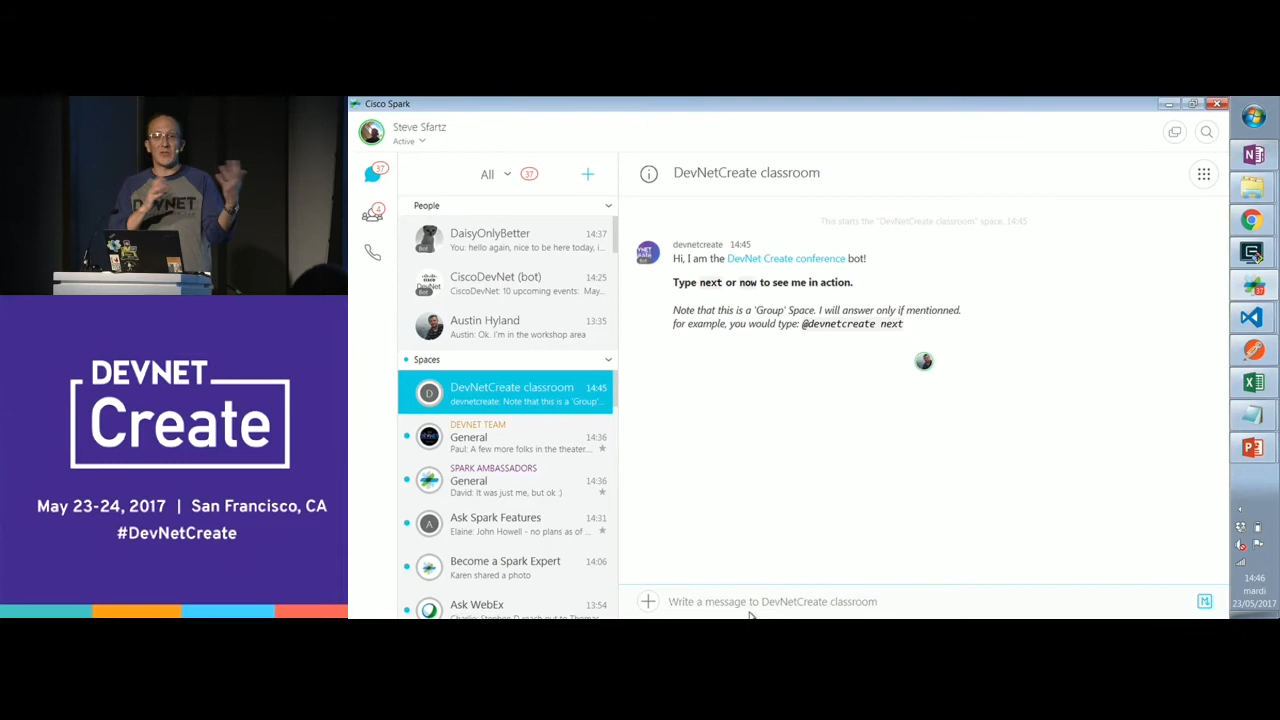 Cisco Spark
Steve Sfartz
Active
37
4
All
37
People
DaisyOnlyBetter 14:37
You: hello again, nice to be here today, i...
Bot
CiscoDevNet (bot) 14:25
CiscoDevNet: 10 upcoming events: May...
Bot
Austin Hyland 13:35
Austin: Ok. I'm in the workshop area
Spaces
D
DevNetCreate classroom 14:45
devnetcreate: Note that this is a 'Group'...
DEVNET TEAM
General 14:36
Paul: A few more folks in the theater...
SPARK AMBASSADORS
General 14:36
David: It was just me, but ok :)
A
Ask Spark Features 14:31
Elaine: John Howell - no plans as of ...
Become a Spark Expert 14:06
Karen shared a photo
Ask WebEx 13:54
DevNetCreate classroom
This starts the "DevNetCreate classroom" space, 14:45
devnetcreate 14:45
Hi, I am the DevNet Create conference bot!
Type next or now to see me in action.
Note that this is a 'Group' Space. I will answer only if mentionned.
for example, you would type: @devnetcreate next
Write a message to DevNetCreate classroom
14:46
mardi
23/05/2017
DEVNET
DEVNET
Create
May 23-24, 2017 | San Francisco, CA
#DevNetCreate